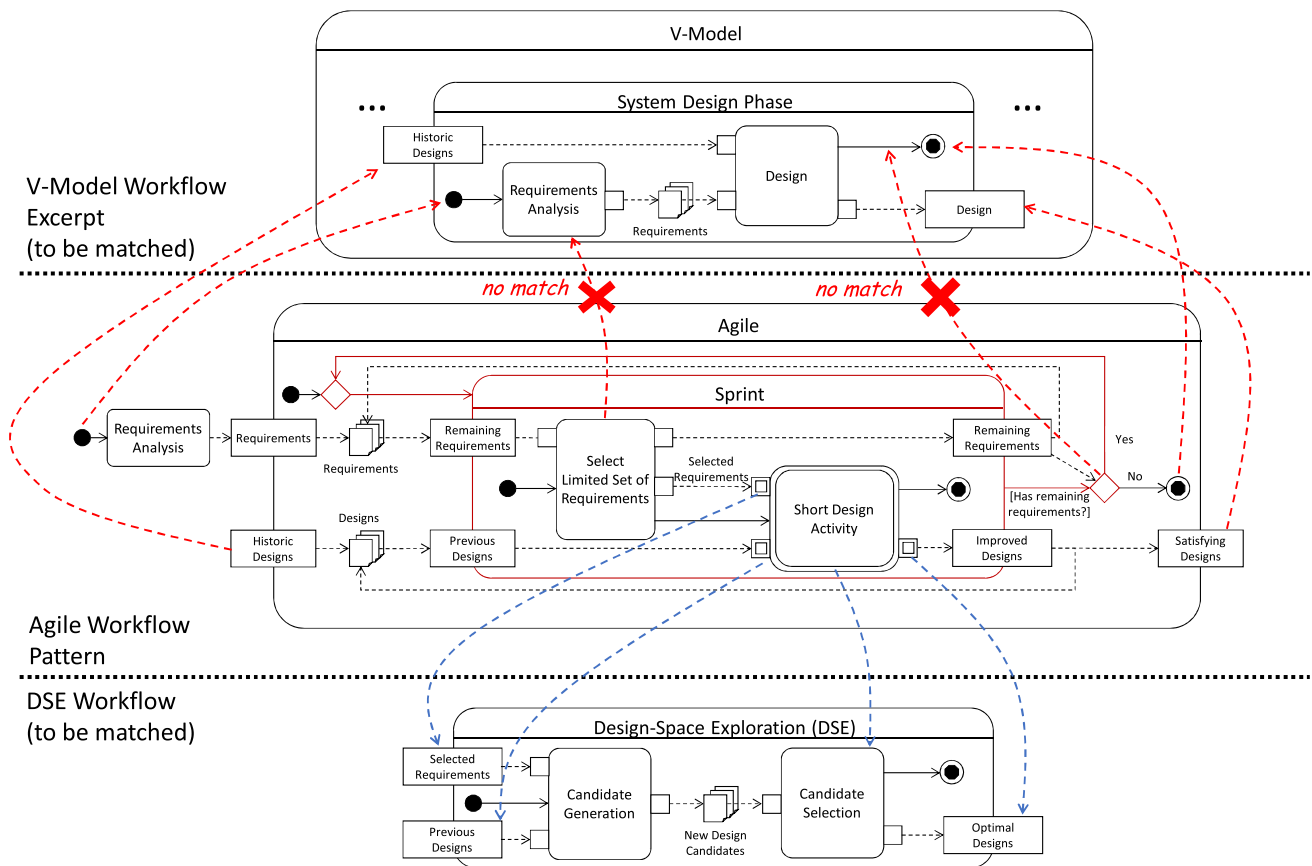 V-Model
System Design Phase
...
...
Historic
Designs
Requirements
Analysis
Requirements
Design
Design
V-Model Workflow
Excerpt
(to be matched)
no match
no match
Agile
Sprint
Requirements
Analysis
Requirements
Requirements
Remaining
Requirements
Select
Limited Set of
Requirements
Selected
Requirements
Short Design
Activity
Remaining
Requirements
Yes
No
[Has remaining
requirements?]
Historic
Designs
Designs
Previous
Designs
Improved
Designs
Satisfying
Designs
Agile Workflow
Pattern
DSE Workflow
(to be matched)
Design-Space Exploration (DSE)
Selected
Requirements
Previous
Designs
Candidate
Generation
New Design
Candidates
Candidate
Selection
Optimal
Designs